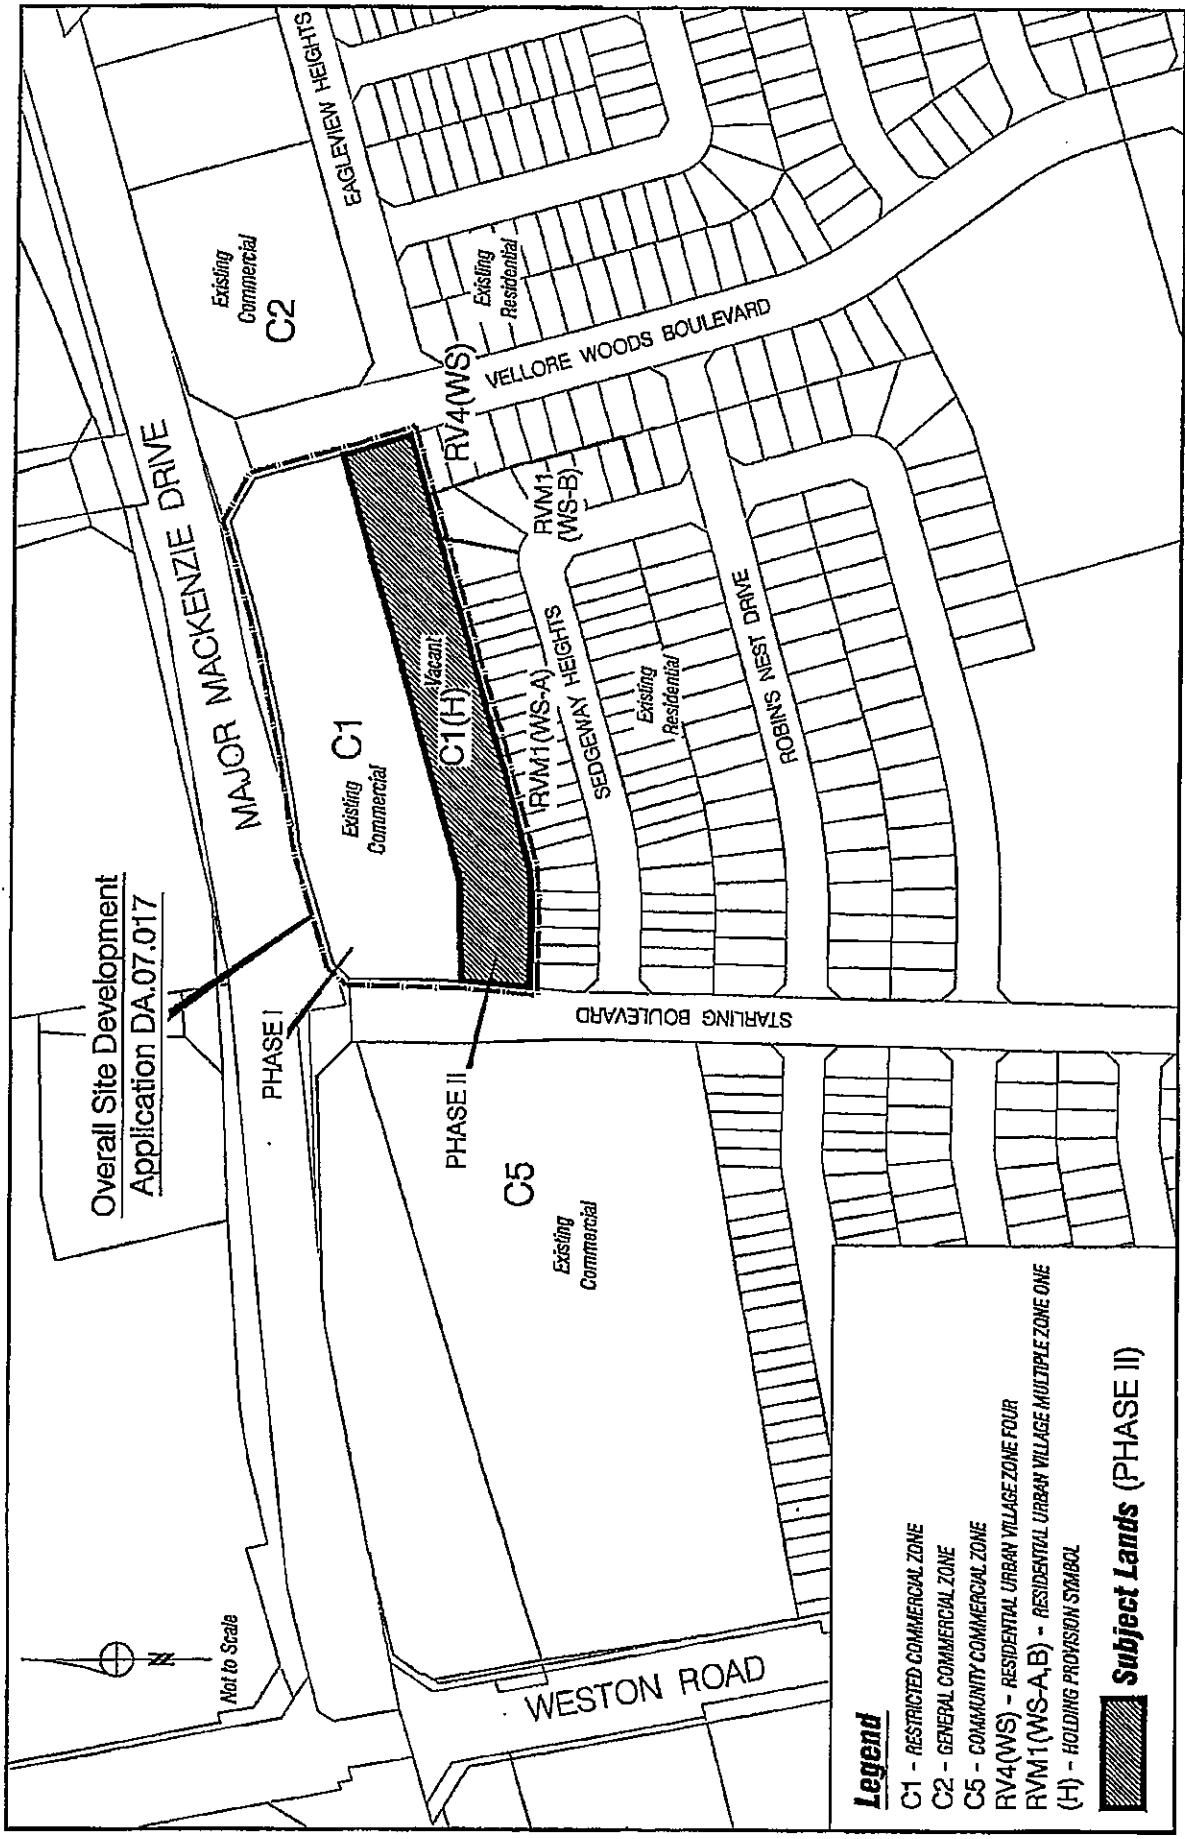 Overall Site Development
Application DA.07.017
PHASE I
PHASE II
MAJOR MACKENZIE DRIVE
Existing
Commercial
C2
EAGLEVIEW HEIGHTS
Existing
Residential
RV4(WS)
VELLORE WOODS BOULEVARD
Existing
Commercial
C1
Vacant
C1(H)
RVM1
(WS-B)
RVM1(WS-A)
SEDGEWAY HEIGHTS
Existing
Residential
ROBIN'S NEST DRIVE
STARLING BOULEVARD
C5
Existing
Commercial
WESTON ROAD
N
Not to Scale
Legend
C1 - RESTRICTED COMMERCIAL ZONE
C2 - GENERAL COMMERCIAL ZONE
C5 - COMMUNITY COMMERCIAL ZONE
RV4(WS) - RESIDENTIAL URBAN VILLAGE ZONE FOUR
RVM1(WS-A,B) - RESIDENTIAL URBAN VILLAGE MULTIPLE ZONE ONE
(H) - HOLDING PROVISION SYMBOL
Subject Lands (PHASE II)